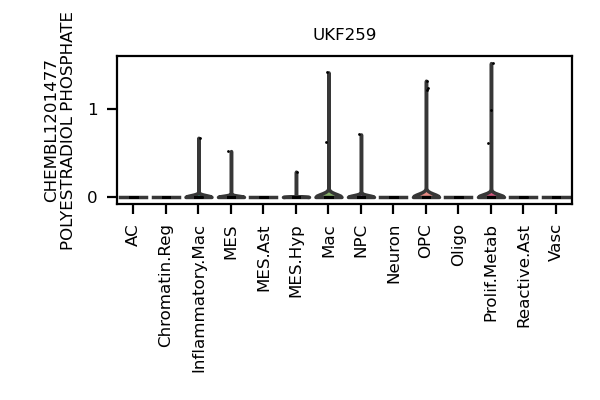 UKF259
CHEMBL1201477
POLYESTRADIOL PHOSPHATE
1
0
AC
Chromatin.Reg
Inflammatory.Mac
MES
MES.Ast
MES.Hyp
Mac
NPC
Neuron
OPC
Oligo
Prolif.Metab
Reactive.Ast
Vasc